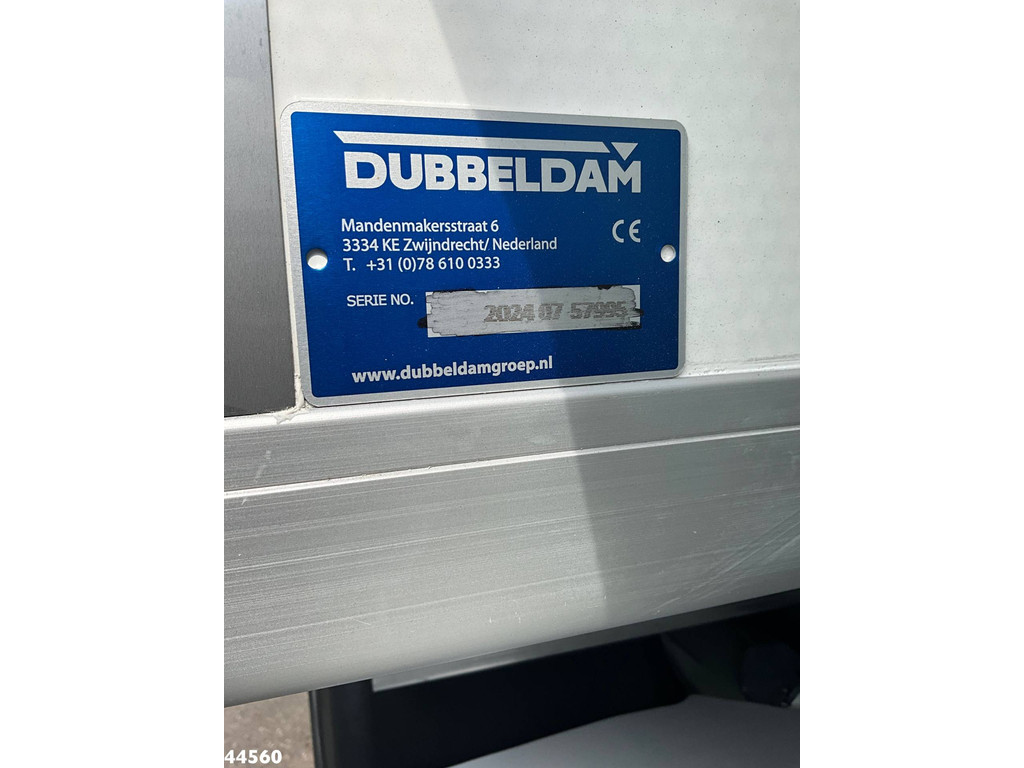 DUBBELDAM
Mandenmakersstraat 6
3334 KE Zwijndrecht/ Nederland
T. +31 (0)78 610 0333
CE
SERIE NO. 2024 07 57995
www.dubbeldamgroep.nl
44560